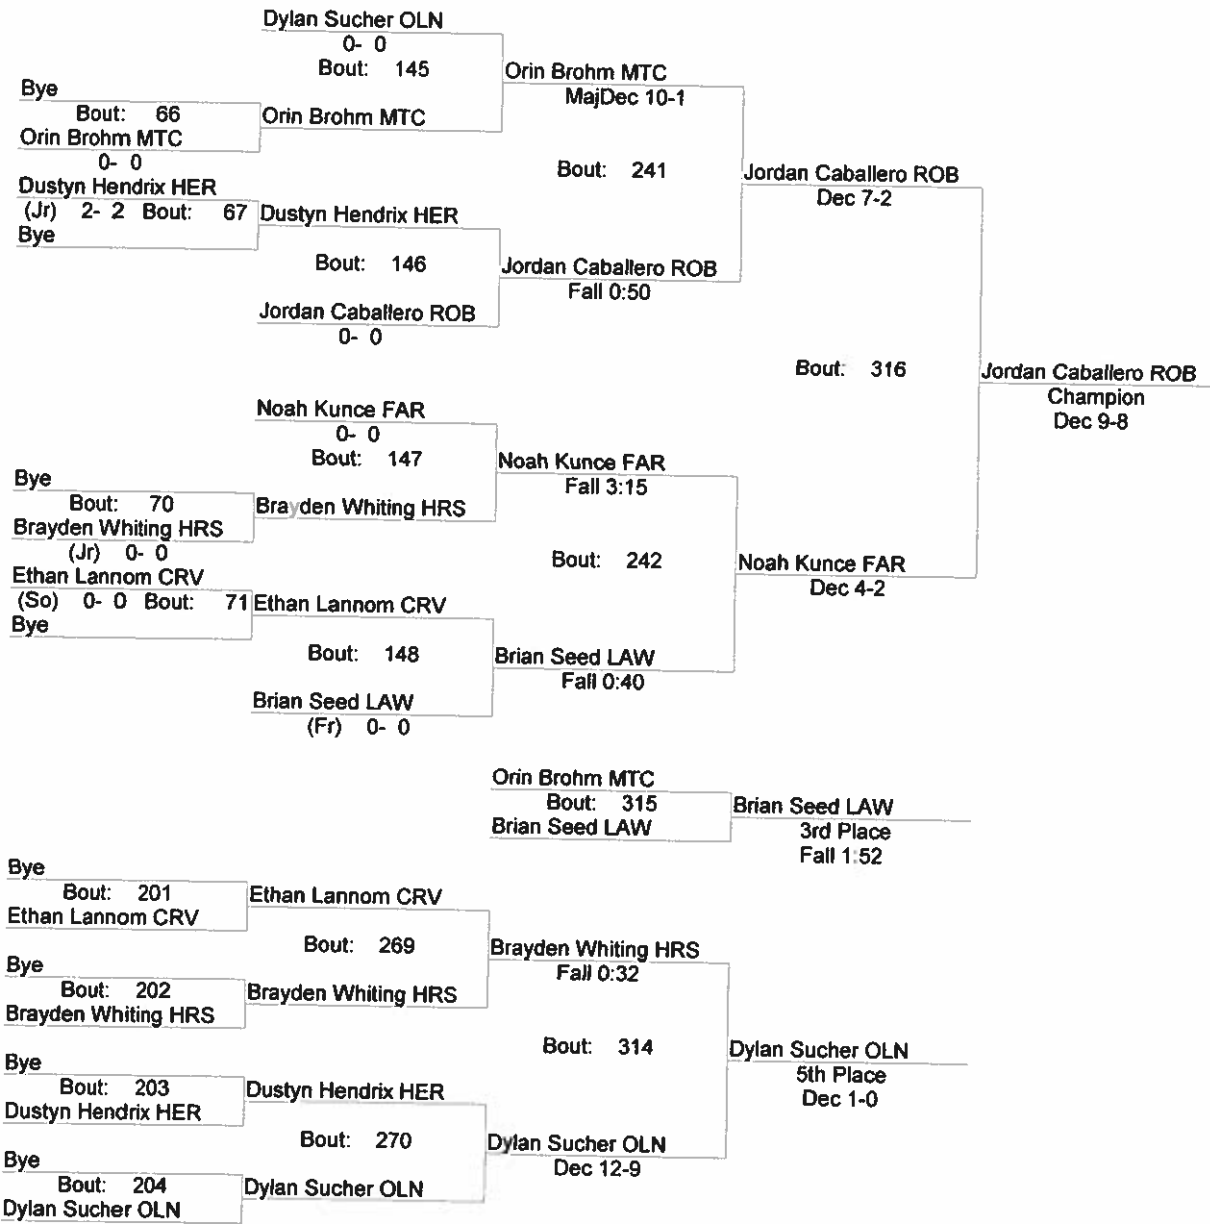 Dylan Sucher OLN
0- 0
Bout: 145
Orin Brohm MTC
MajDec 10-1
Bye
Bout: 66
Orin Brohm MTC
Orin Brohm MTC
0- 0
Bout: 241
Jordan Caballero ROB
Dec 7-2
Dustyn Hendrix HER
(Jr) 2- 2 Bout: 67
Dustyn Hendrix HER
Bye
Bout: 146
Jordan Caballero ROB
Fall 0:50
Jordan Caballero ROB
0- 0
Bout: 316
Jordan Caballero ROB
Champion
Dec 9-8
Noah Kunce FAR
0- 0
Bout: 147
Noah Kunce FAR
Fall 3:15
Bye
Bout: 70
Brayden Whiting HRS
Brayden Whiting HRS
(Jr) 0- 0
Bout: 242
Noah Kunce FAR
Dec 4-2
Ethan Lannom CRV
(So) 0- 0 Bout: 71
Ethan Lannom CRV
Bye
Bout: 148
Brian Seed LAW
Fall 0:40
Brian Seed LAW
(Fr) 0- 0
Orin Brohm MTC
Bout: 315
Brian Seed LAW
Brian Seed LAW
3rd Place
Fall 1:52
Bye
Bout: 201
Ethan Lannom CRV
Ethan Lannom CRV
Bout: 269
Brayden Whiting HRS
Fall 0:32
Bye
Bout: 202
Brayden Whiting HRS
Brayden Whiting HRS
Bout: 314
Dylan Sucher OLN
5th Place
Dec 1-0
Bye
Bout: 203
Dustyn Hendrix HER
Dustyn Hendrix HER
Bout: 270
Dylan Sucher OLN
Dec 12-9
Bye
Bout: 204
Dylan Sucher OLN
Dylan Sucher OLN